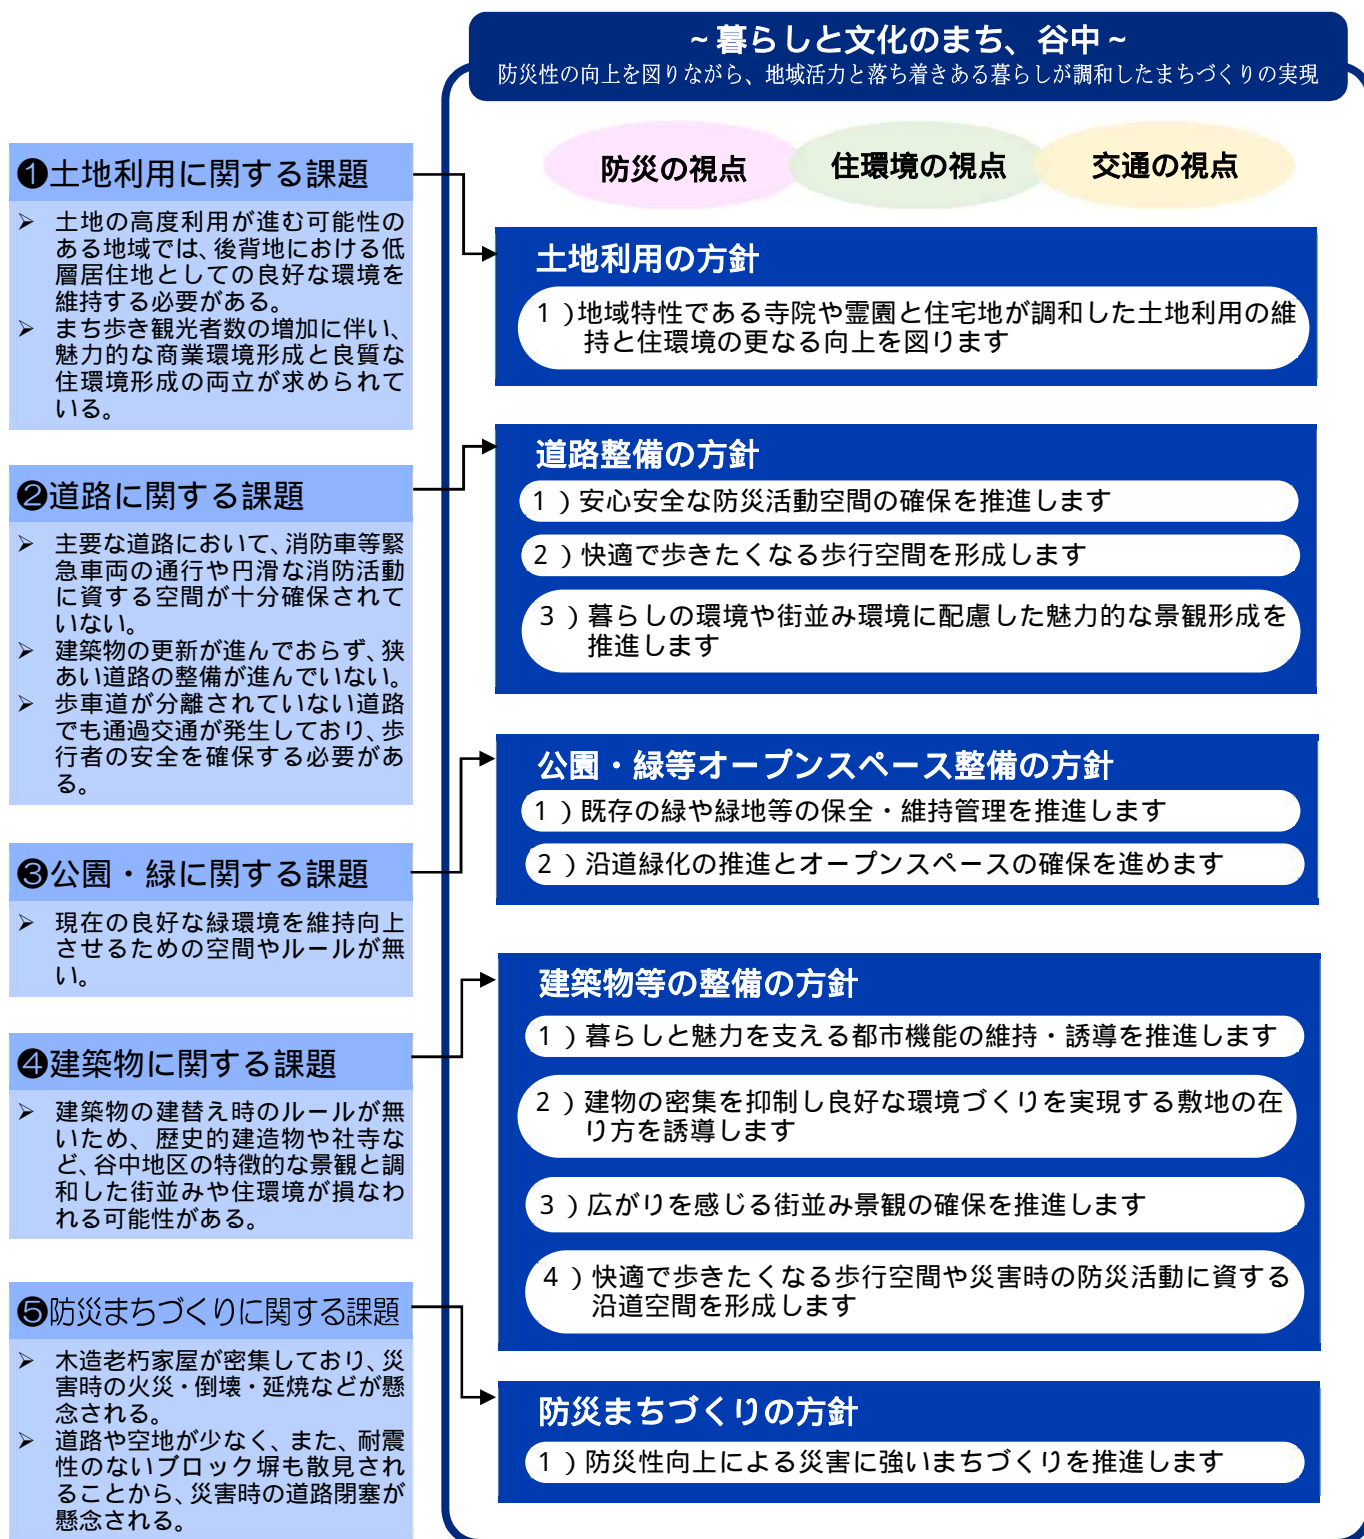 ~暮らしと文化のまち、谷中~
防災性の向上を図りながら、地域活力と落ち着きある暮らしが調和したまちづくりの実現
防災の視点
住環境の視点
交通の視点
❶土地利用に関する課題
➢ 土地の高度利用が進む可能性の
ある地域では、後背地における低
層居住地としての良好な環境を
維持する必要がある。
➢ まち歩き観光者数の増加に伴い、
魅力的な商業環境形成と良質な
住環境形成の両立が求められて
いる。
土地利用の方針
1)地域特性である寺院や霊園と住宅地が調和した土地利用の維
持と住環境の更なる向上を図ります
❷道路に関する課題
➢ 主要な道路において、消防車等緊
急車両の通行や円滑な消防活動
に資する空間が十分確保されて
いない。
➢ 建築物の更新が進んでおらず、狭
あい道路の整備が進んでいない。
➢ 歩車道が分離されていない道路
でも通過交通が発生しており、歩
行者の安全を確保する必要があ
る。
道路整備の方針
1)安心安全な防災活動空間の確保を推進します
2)快適で歩きたくなる歩行空間を形成します
3)暮らしの環境や街並み環境に配慮した魅力的な景観形成を
推進します
❸公園・緑に関する課題
➢ 現在の良好な緑環境を維持向上
させるための空間やルールが無
い。
公園・緑等オープンスペース整備の方針
1)既存の緑や緑地等の保全・維持管理を推進します
2)沿道緑化の推進とオープンスペースの確保を進めます
❹建築物に関する課題
➢ 建築物の建替え時のルールが無
いため、歴史的建造物や社寺な
ど、谷中地区の特徴的な景観と調
和した街並みや住環境が損なわ
れる可能性がある。
建築物等の整備の方針
1)暮らしと魅力を支える都市機能の維持・誘導を推進します
2)建物の密集を抑制し良好な環境づくりを実現する敷地の在
り方を誘導します
3)広がりを感じる街並み景観の確保を推進します
4)快適で歩きたくなる歩行空間や災害時の防災活動に資する
沿道空間を形成します
❺防災まちづくりに関する課題
➢ 木造老朽家屋が密集しており、災
害時の火災・倒壊・延焼などが懸
念される。
➢ 道路や空地が少なく、また、耐震
性のないブロック塀も散見され
ることから、災害時の道路閉塞が
懸念される。
防災まちづくりの方針
1)防災性向上による災害に強いまちづくりを推進します